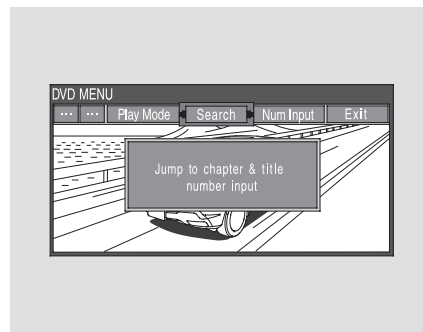 DVD MENU
... ... Play Mode Search Num Input Exit
Jump to chapter & title
number input